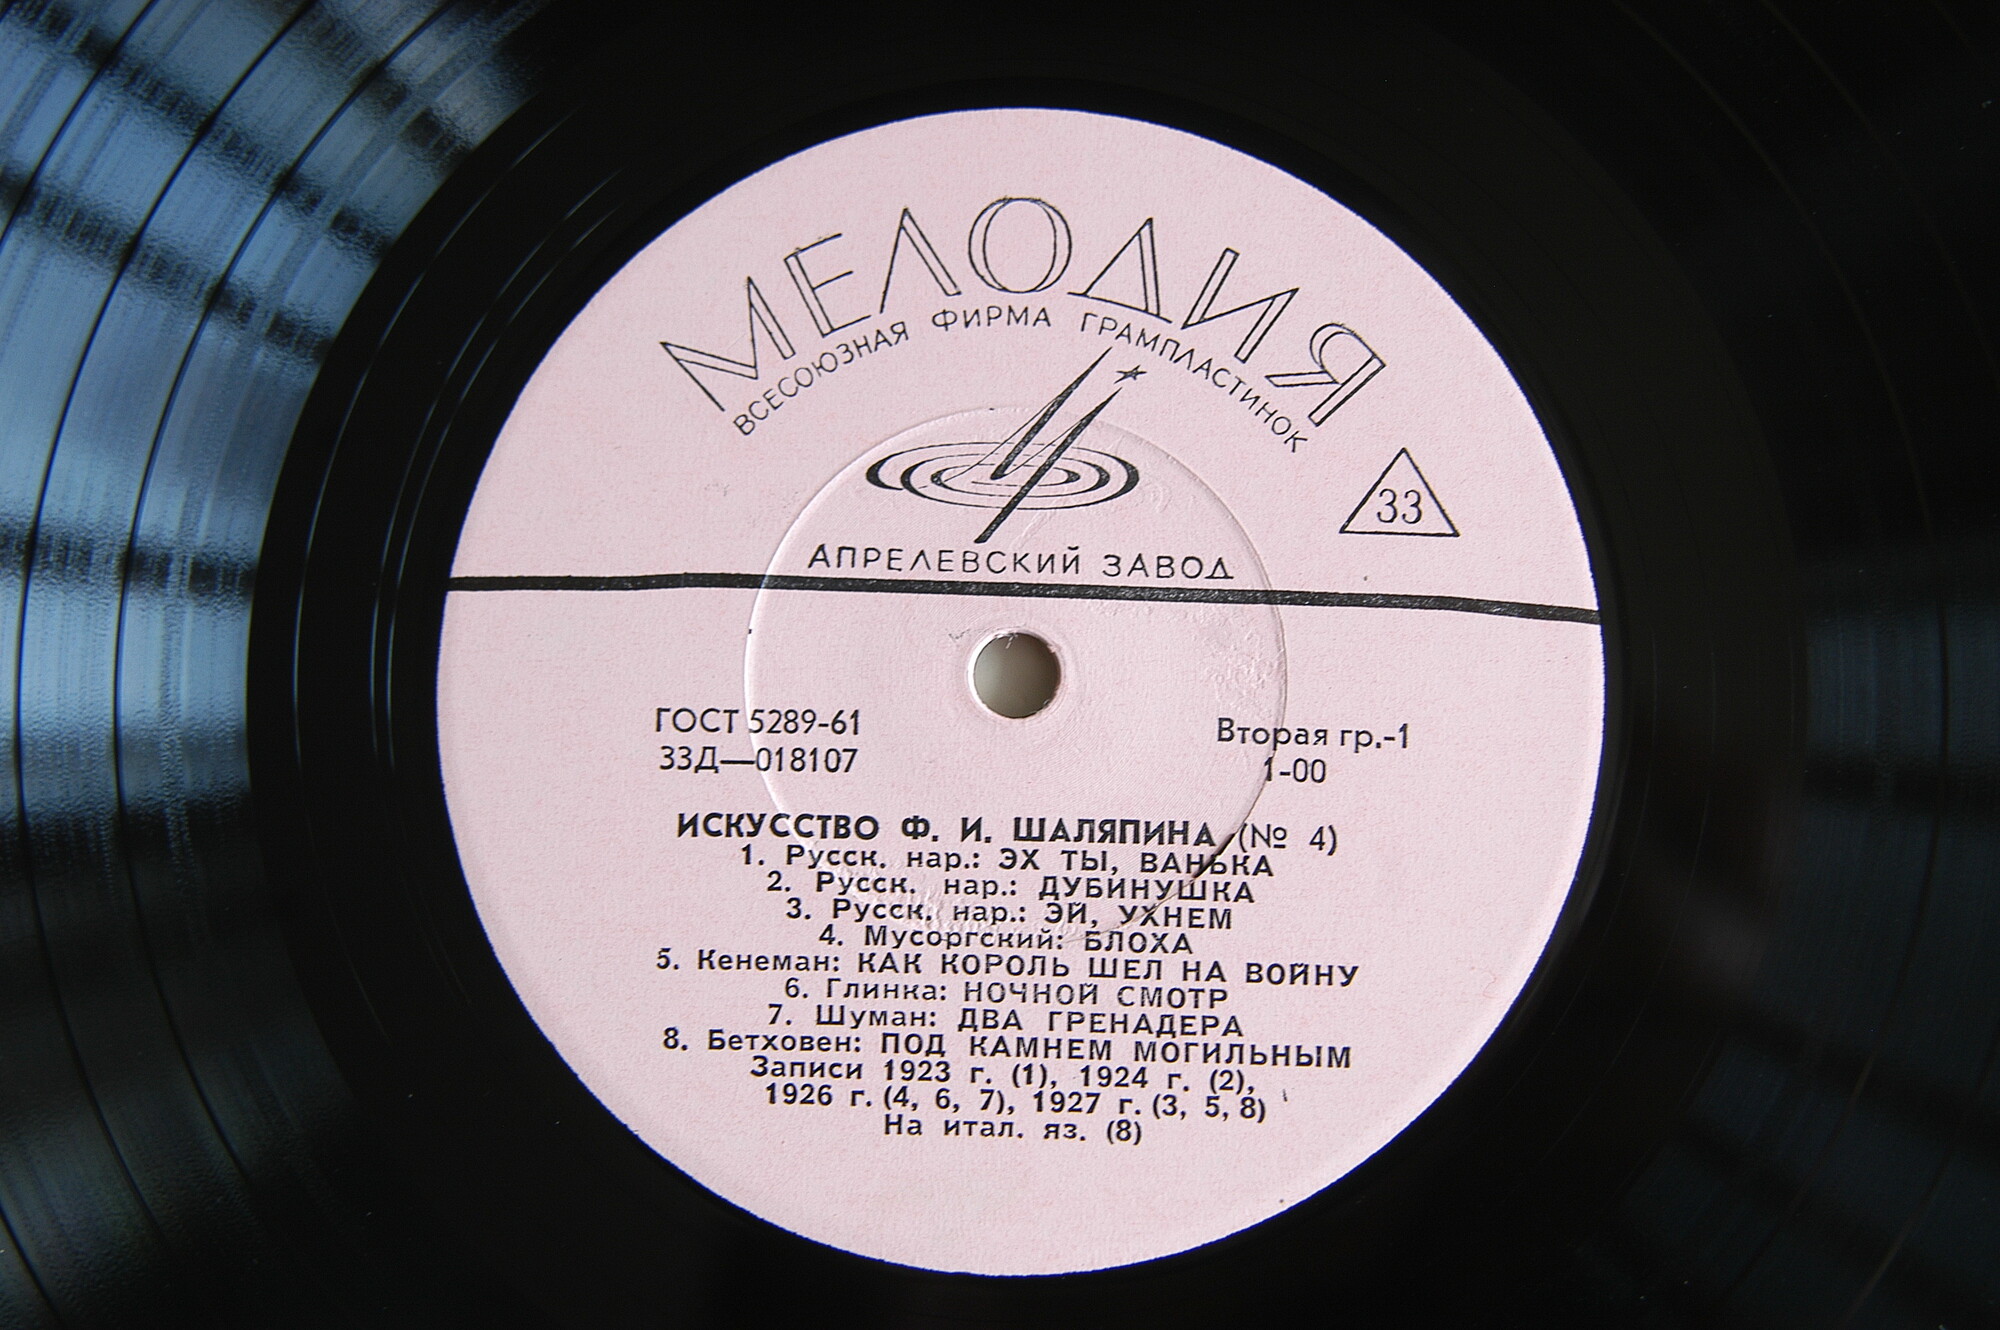 МЕЛОДИЯ
ВСЕСОЮЗНАЯ ФИРМА ГРАМПЛАСТИНОК
33
АПРЕЛЕВСКИЙ ЗАВОД
ГОСТ 5289-61
Вторая гр.-1
33Д—018107
1-00
ИСКУССТВО Ф. И. ШАЛЯПИНА (№ 4)
1. Русск. нар.: ЭХ ТЫ, ВАНЬКА
2. Русск. нар.: ДУБИНУШКА
3. Русск. нар.: ЭЙ, УХНЕМ
4. Мусоргский: БЛОХА
5. Кенеман: КАК КОРОЛЬ ШЕЛ НА ВОЙНУ
6. Глинка: НОЧНОЙ СМОТР
7. Шуман: ДВА ГРЕНАДЕРА
8. Бетховен: ПОД КАМНЕМ МОГИЛЬНЫМ
Записи 1923 г. (1), 1924 г. (2),
1926 г. (4, 6, 7), 1927 г. (3, 5, 8)
На итал. яз. (8)